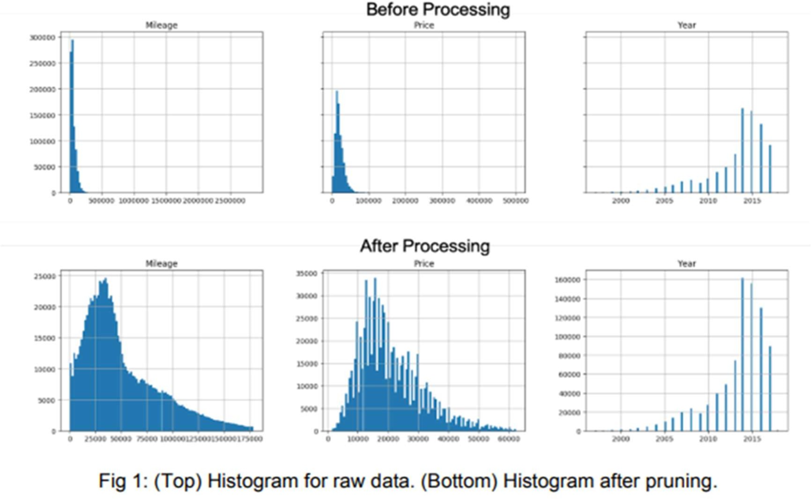 Before Processing
Mileage Price Year
300000
250000
200000
150000
100000
50000
0
0 500000 1000000 1500000 2000000 2500000
0 100000 200000 300000 400000 500000
2000 2005 2010 2015
After Processing
Mileage Price Year
25000
20000
15000
10000
5000
0
0 25000 50000 75000 100000 125000 150000 175000
35000
30000
25000
20000
15000
10000
5000
0
0 10000 20000 30000 40000 50000 60000
160000
140000
120000
100000
80000
60000
40000
20000
0
2000 2005 2010 2015
Fig 1: (Top) Histogram for raw data. (Bottom) Histogram after pruning.